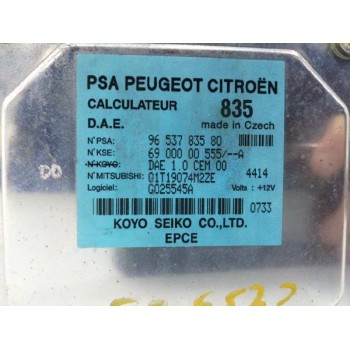 PSA PEUGEOT CITROËN
CALCULATEUR 835
D.A.E. made in Czech
N°PSA: 96 537 835 80
N°KSE: 69 000 00 555/--A
N°KOYO: DAE 1.0 CEM 00
N°MITSUBISHI: Q1T19074M2ZE 4414
Logiciel: G025545A Volts : +12V
0733
KOYO SEIKO CO.,LTD.
EPCE